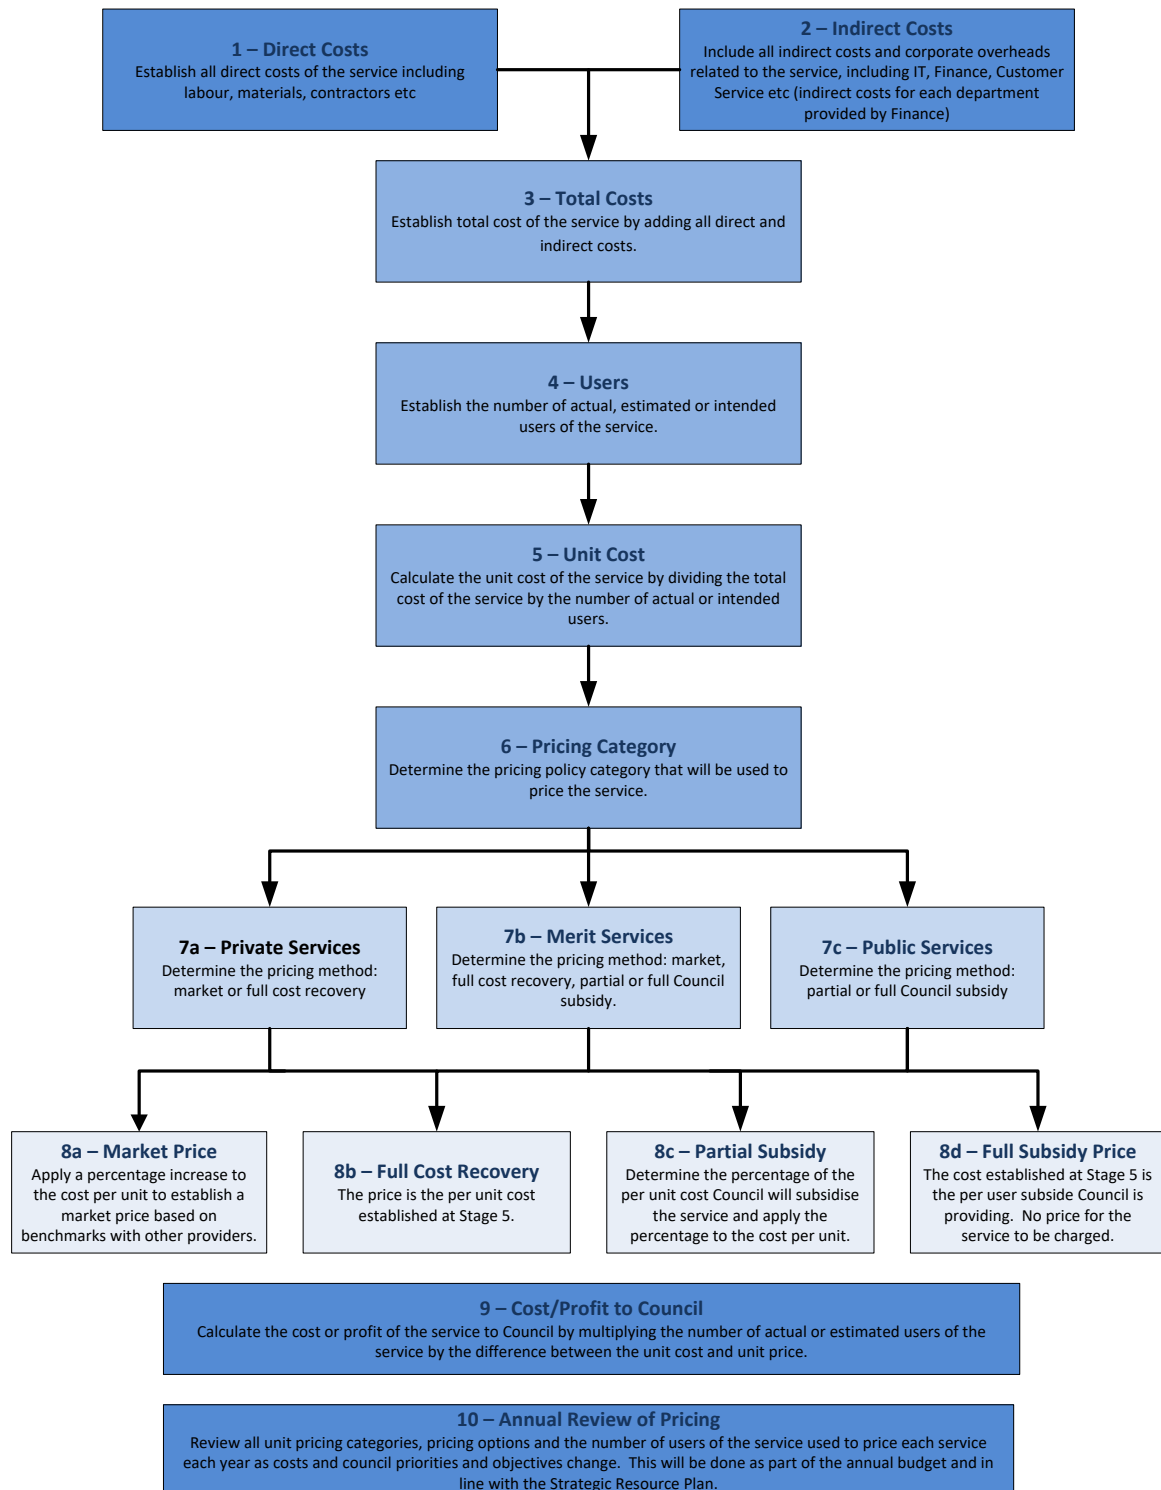 1 – Direct Costs
Establish all direct costs of the service including
labour, materials, contractors etc
2 – Indirect Costs
Include all indirect costs and corporate overheads
related to the service, including IT, Finance, Customer
Service etc (indirect costs for each department
provided by Finance)
3 – Total Costs
Establish total cost of the service by adding all direct and
indirect costs.
4 – Users
Establish the number of actual, estimated or intended
users of the service.
5 – Unit Cost
Calculate the unit cost of the service by dividing the total
cost of the service by the number of actual or intended
users.
6 – Pricing Category
Determine the pricing policy category that will be used to
price the service.
7a – Private Services
Determine the pricing method:
market or full cost recovery
7b – Merit Services
Determine the pricing method: market,
full cost recovery, partial or full Council
subsidy.
7c – Public Services
Determine the pricing method:
partial or full Council subsidy
8a – Market Price
Apply a percentage increase to
the cost per unit to establish a
market price based on
benchmarks with other providers.
8b – Full Cost Recovery
The price is the per unit cost
established at Stage 5.
8c – Partial Subsidy
Determine the percentage of the
per unit cost Council will subsidise
the service and apply the
percentage to the cost per unit.
8d – Full Subsidy Price
The cost established at Stage 5 is
the per user subside Council is
providing.  No price for the
service to be charged.
9 – Cost/Profit to Council
Calculate the cost or profit of the service to Council by multiplying the number of actual or estimated users of the
service by the difference between the unit cost and unit price.
10 – Annual Review of Pricing
Review all unit pricing categories, pricing options and the number of users of the service used to price each service
each year as costs and council priorities and objectives change.  This will be done as part of the annual budget and in
line with the Strategic Resource Plan.